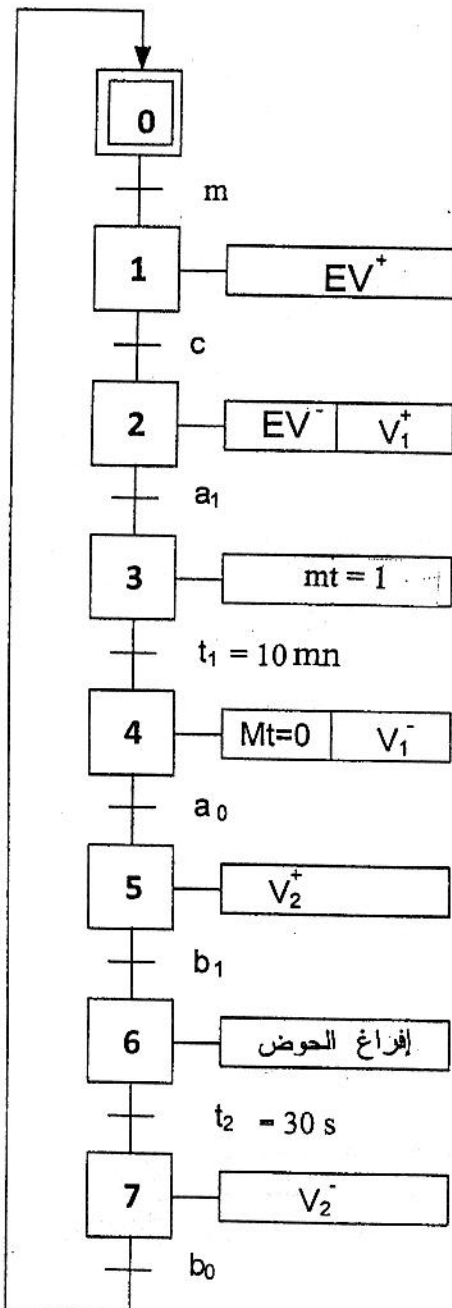 0
m
1 EV⁺
c
2 EV⁻ V₁⁺
a₁
3 mt = 1
t₁ = 10 mn
4 Mt=0 V₁⁻
a₀
5 V₂⁺
b₁
6 إفراغ الحوض
t₂ = 30 s
7 V₂⁻
b₀